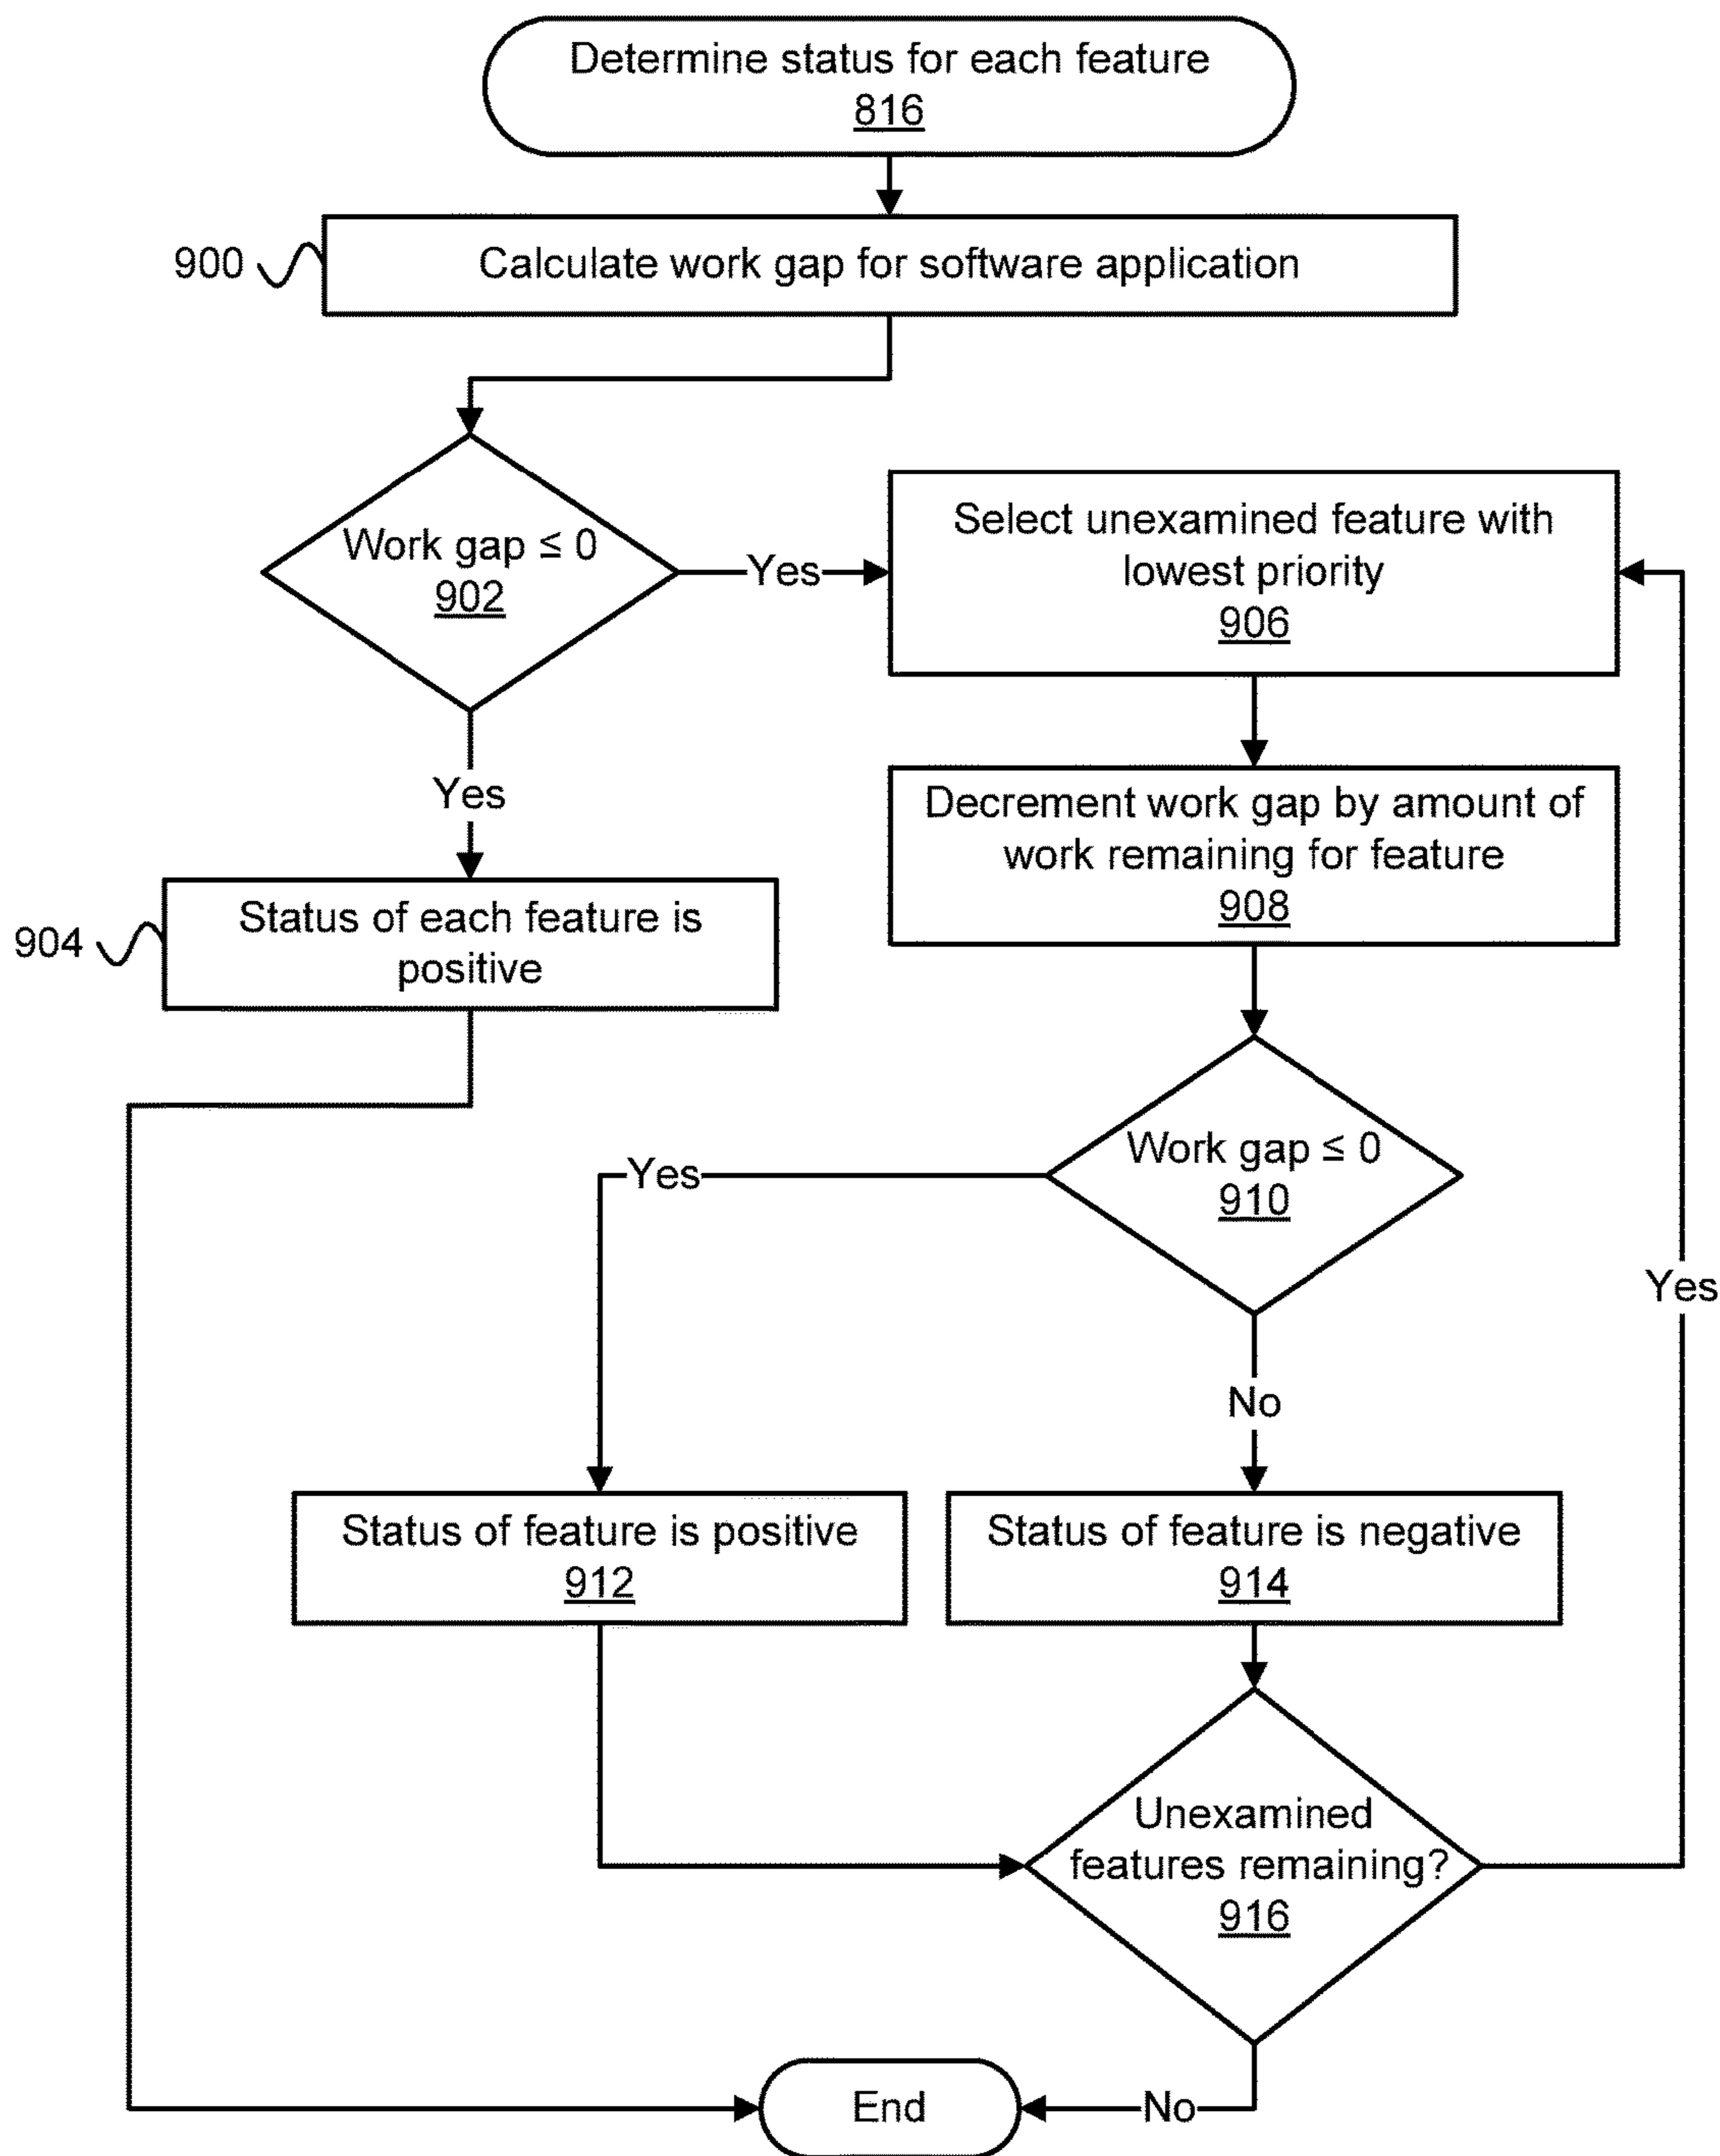 Determine status for each feature
816
900
Calculate work gap for software application
Work gap ≤ 0
902
Yes
Select unexamined feature with
lowest priority
906
Yes
Decrement work gap by amount of
work remaining for feature
908
904
Status of each feature is
positive
Work gap ≤ 0
910
Yes
Yes
No
Status of feature is positive
912
Status of feature is negative
914
Unexamined
features remaining?
916
End
No